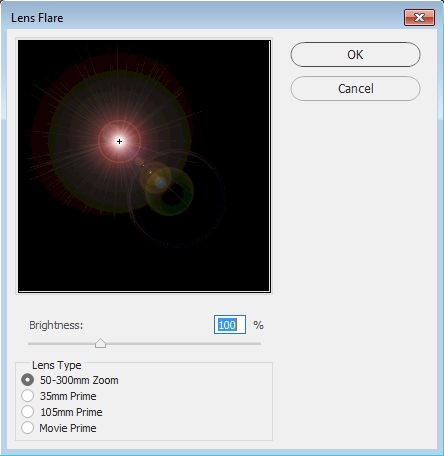 Lens Flare
OK
Cancel
Brightness: 100 %
Lens Type
50-300mm Zoom
35mm Prime
105mm Prime
Movie Prime